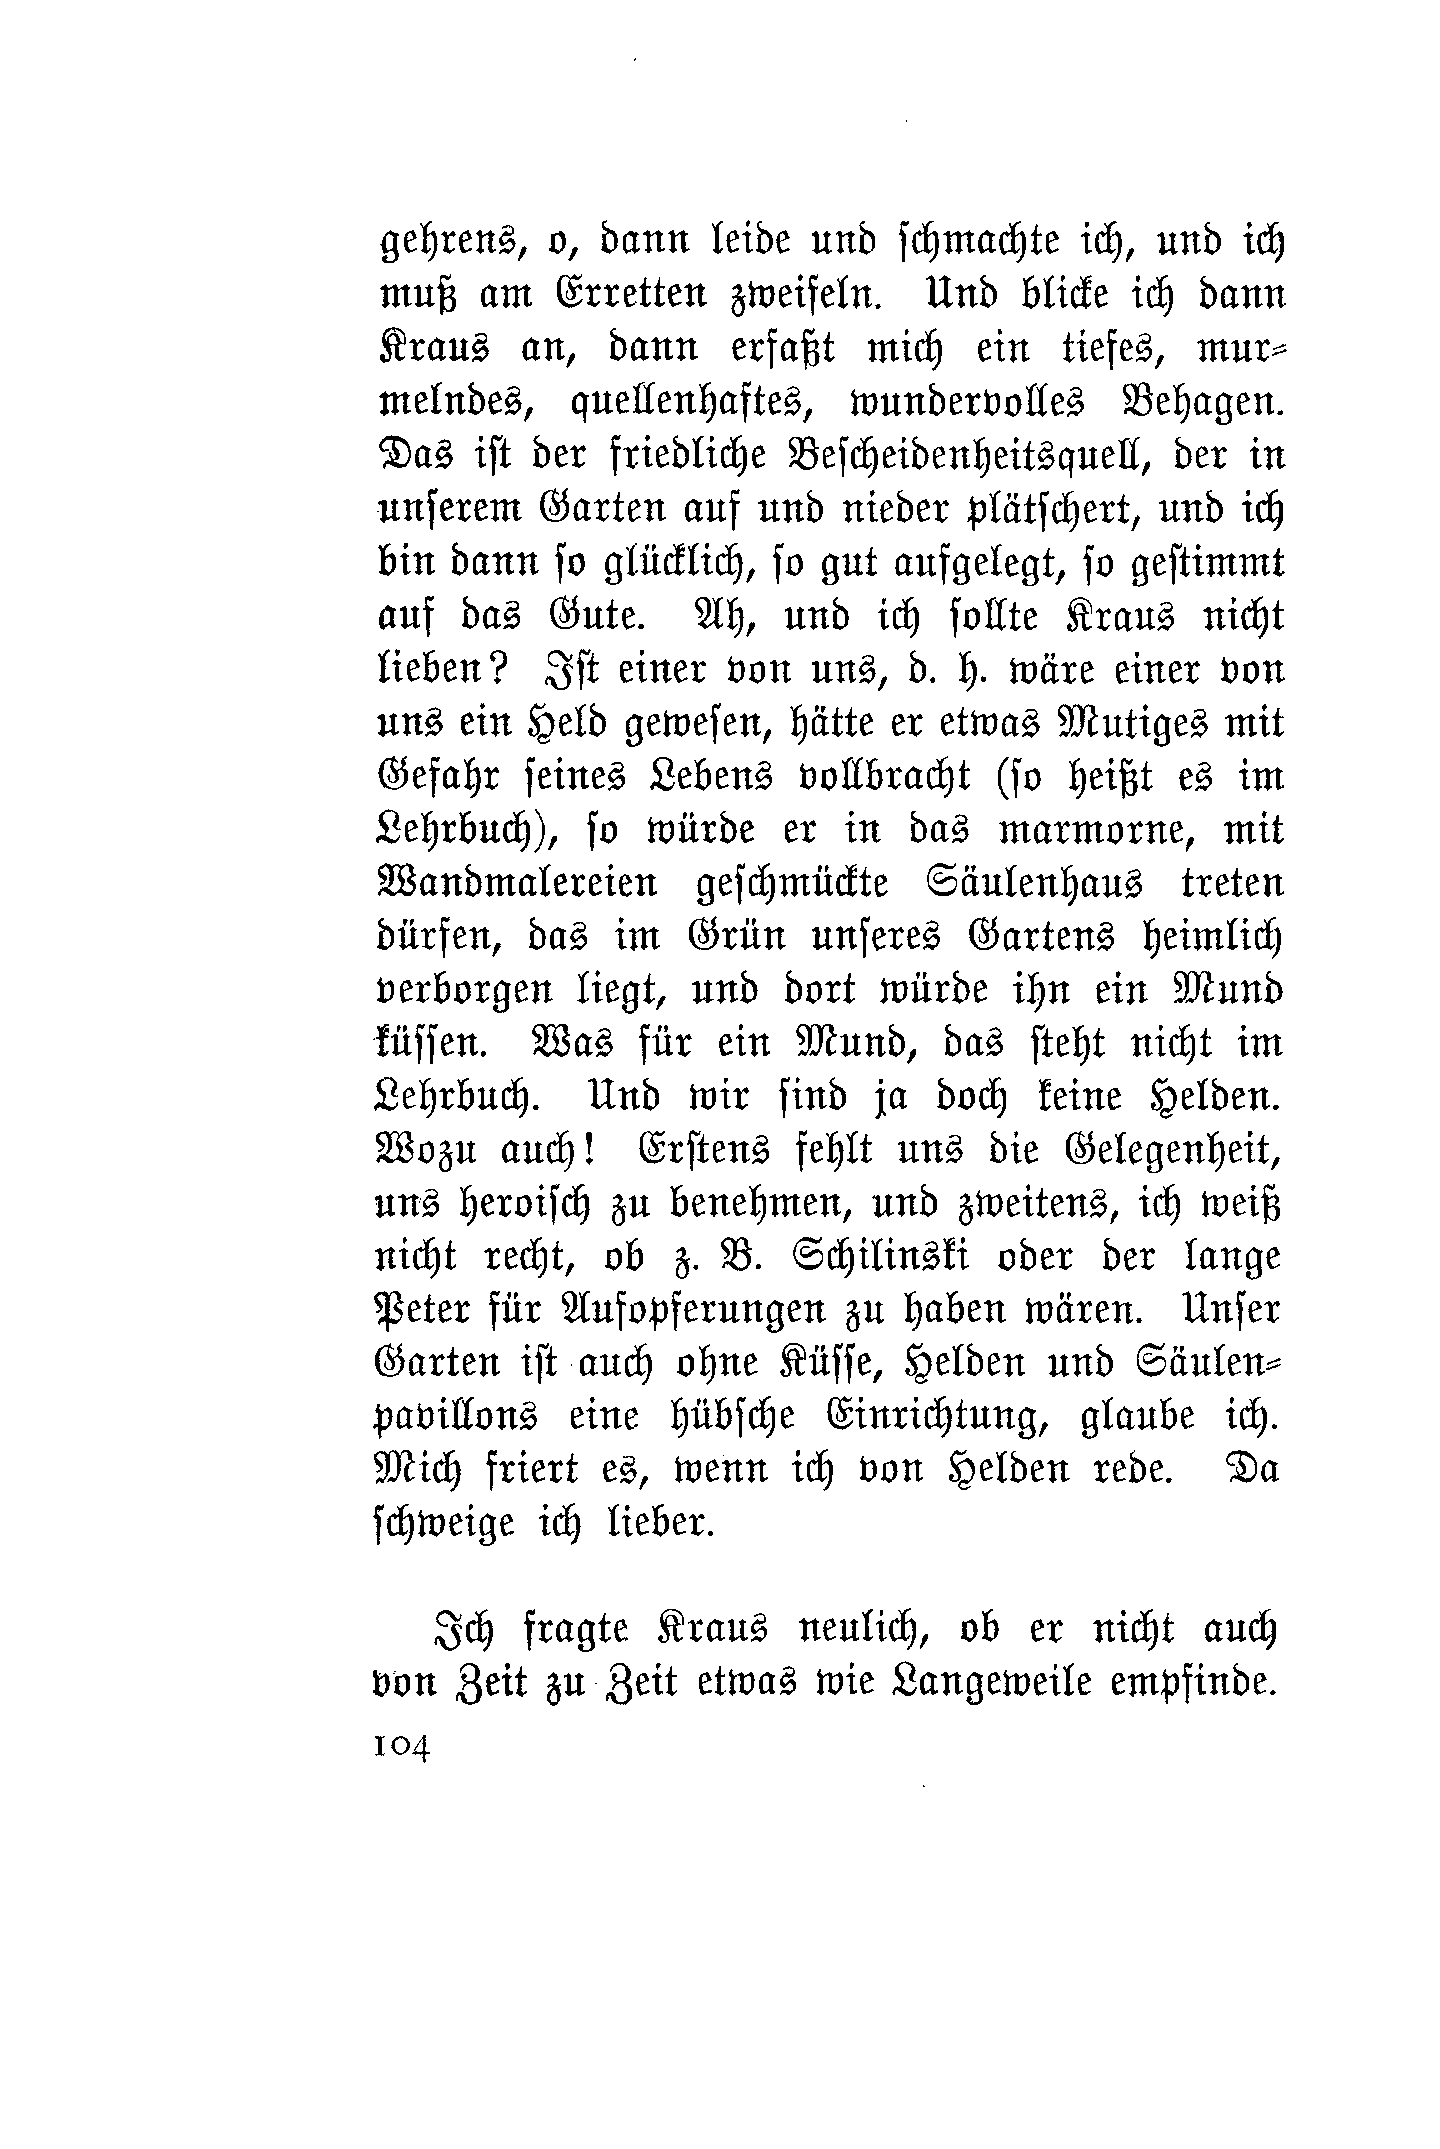 gehrens, o, dann leide und schmachte ich, und ich
muß am Erretten zweifeln. Und blicke ich dann
Kraus an, dann erfaßt mich ein tiefes, mur-
melndes, quellenhaftes, wundervolles Behagen.
Das ist der friedliche Bescheidenheitsquell, der in
unserem Garten auf und nieder plätschert, und ich
bin dann so glücklich, so gut aufgelegt, so gestimmt
auf das Gute. Ah, und ich sollte Kraus nicht
lieben? Ist einer von uns, d. h. wäre einer von
uns ein Held gewesen, hätte er etwas Mutiges mit
Gefahr seines Lebens vollbracht (so heißt es im
Lehrbuch), so würde er in das marmorne, mit
Wandmalereien geschmückte Säulenhaus treten
dürfen, das im Grün unseres Gartens heimlich
verborgen liegt, und dort würde ihn ein Mund
küssen. Was für ein Mund, das steht nicht im
Lehrbuch. Und wir sind ja doch keine Helden.
Wozu auch! Erstens fehlt uns die Gelegenheit,
uns heroisch zu benehmen, und zweitens, ich weiß
nicht recht, ob z. B. Schilinski oder der lange
Peter für Aufopferungen zu haben wären. Unser
Garten ist auch ohne Küsse, Helden und Säulen-
pavillons eine hübsche Einrichtung, glaube ich.
Mich friert es, wenn ich von Helden rede. Da
schweige ich lieber.
Ich fragte Kraus neulich, ob er nicht auch
von Zeit zu Zeit etwas wie Langeweile empfinde.
104